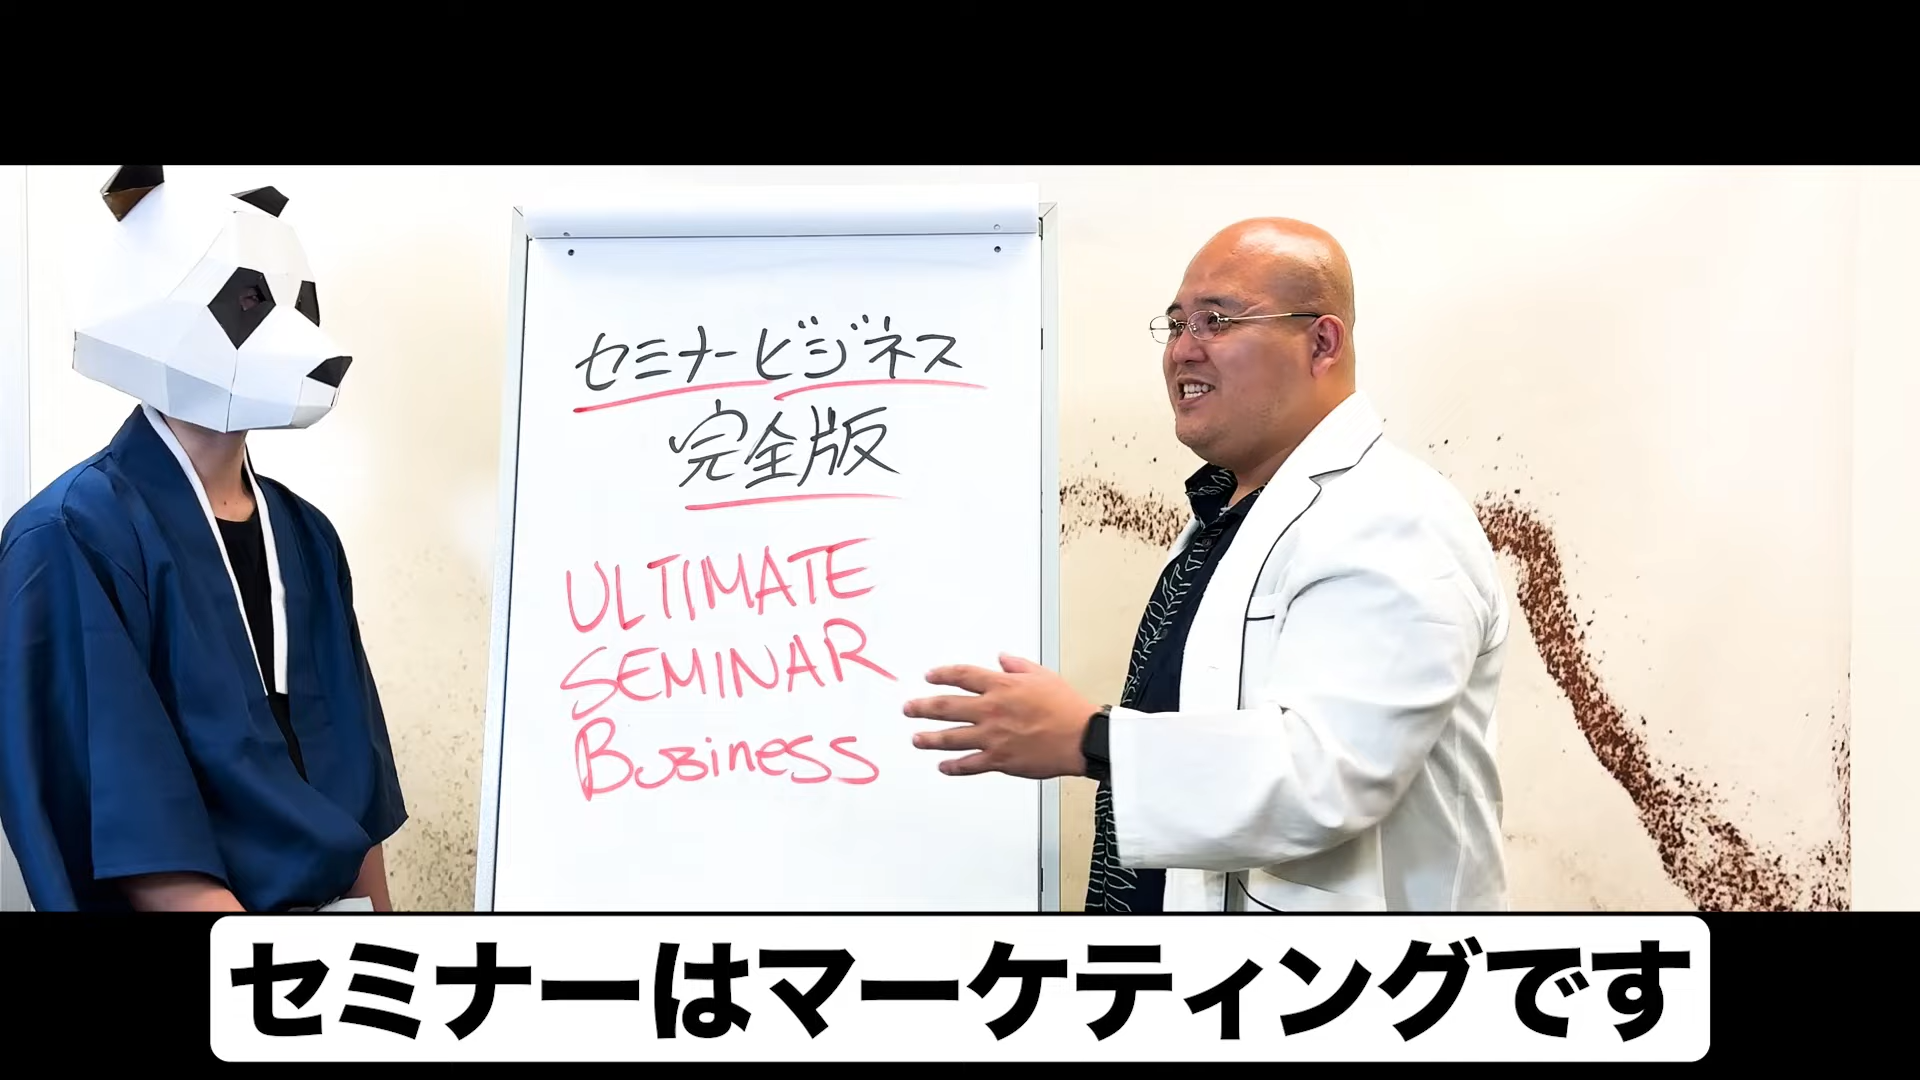 セミナービジネス
完全版
ULTIMATE
SEMINAR
Business
セミナーはマーケティングです